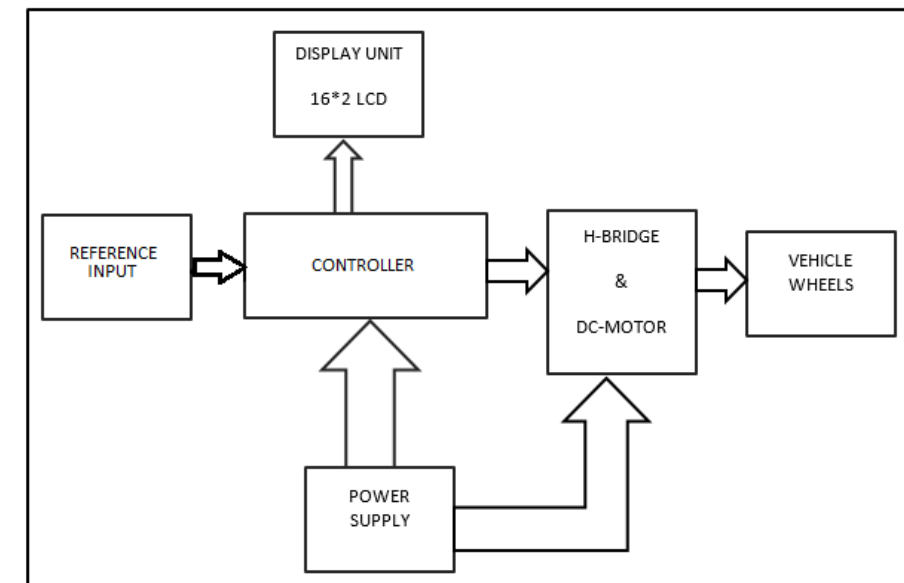 DISPLAY UNIT
16*2 LCD
REFERENCE
INPUT
CONTROLLER
H-BRIDGE
&
DC-MOTOR
VEHICLE
WHEELS
POWER
SUPPLY